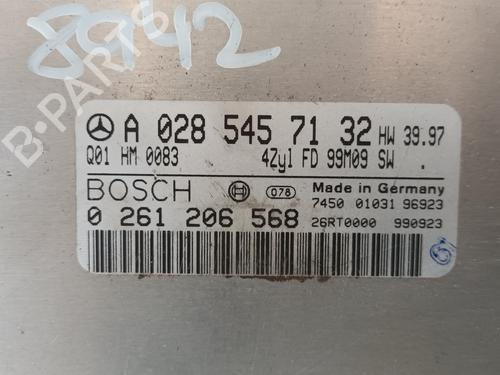 8942
B-PARTS
A 028 545 71 32 HW 39.97
Q01 HM 0083 4Zyl FD 99M09 SW .
BOSCH 078 Made in Germany
7450 01031 96923
0 261 206 568 26RT0000 990923